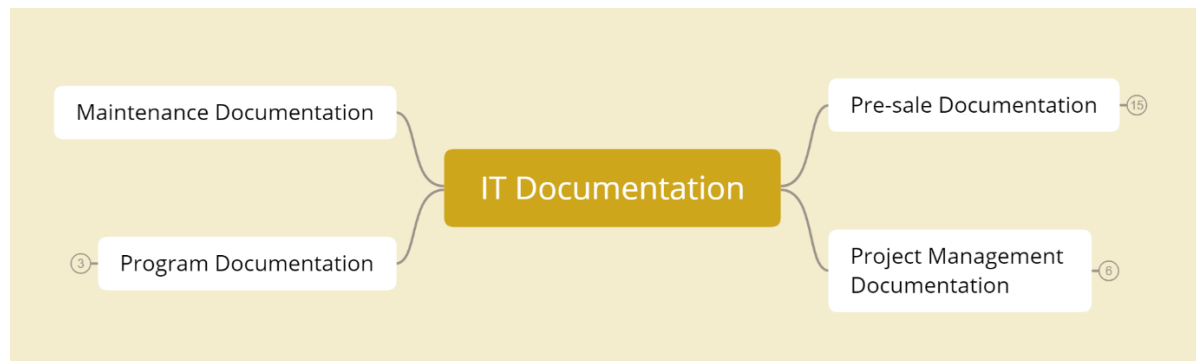 Maintenance Documentation
Pre-sale Documentation
15
IT Documentation
3
Program Documentation
Project Management
Documentation
6